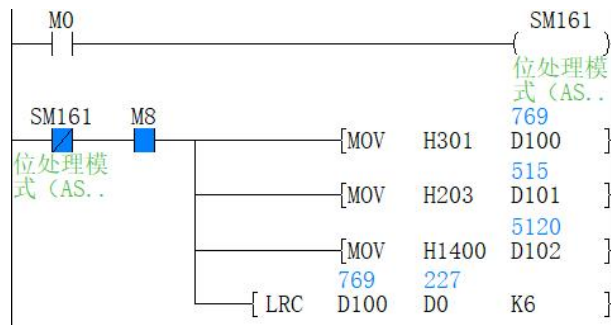 M0 SM161
位处理模
式（AS..
SM161 M8 769
MOV H301 D100
位处理模
式（AS..
515
MOV H203 D101
5120
MOV H1400 D102
769 227
LRC D100 D0 K6